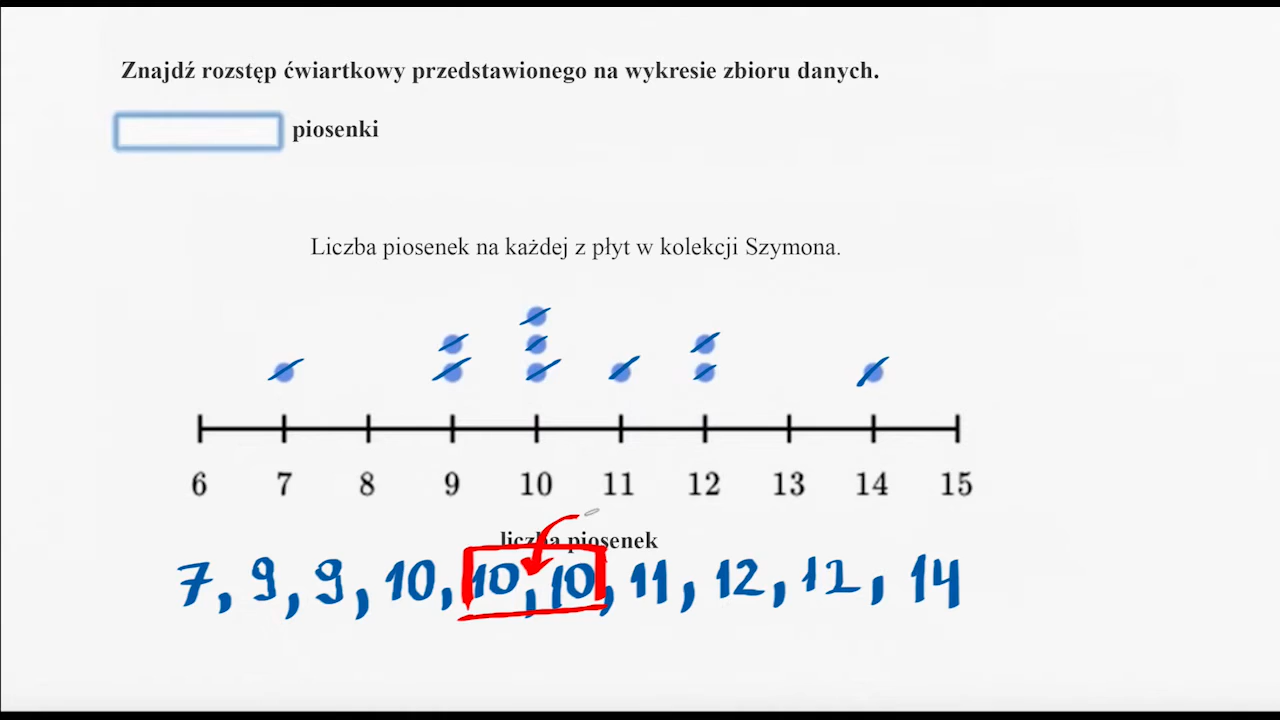 Znajdź rozstęp ćwiartkowy przedstawionego na wykresie zbioru danych.
piosenki
Liczba piosenek na każdej z płyt w kolekcji Szymona.
6 7 8 9 10 11 12 13 14 15
liczba piosenek
7, 9, 9, 10, 10, 10, 11, 12, 12, 14